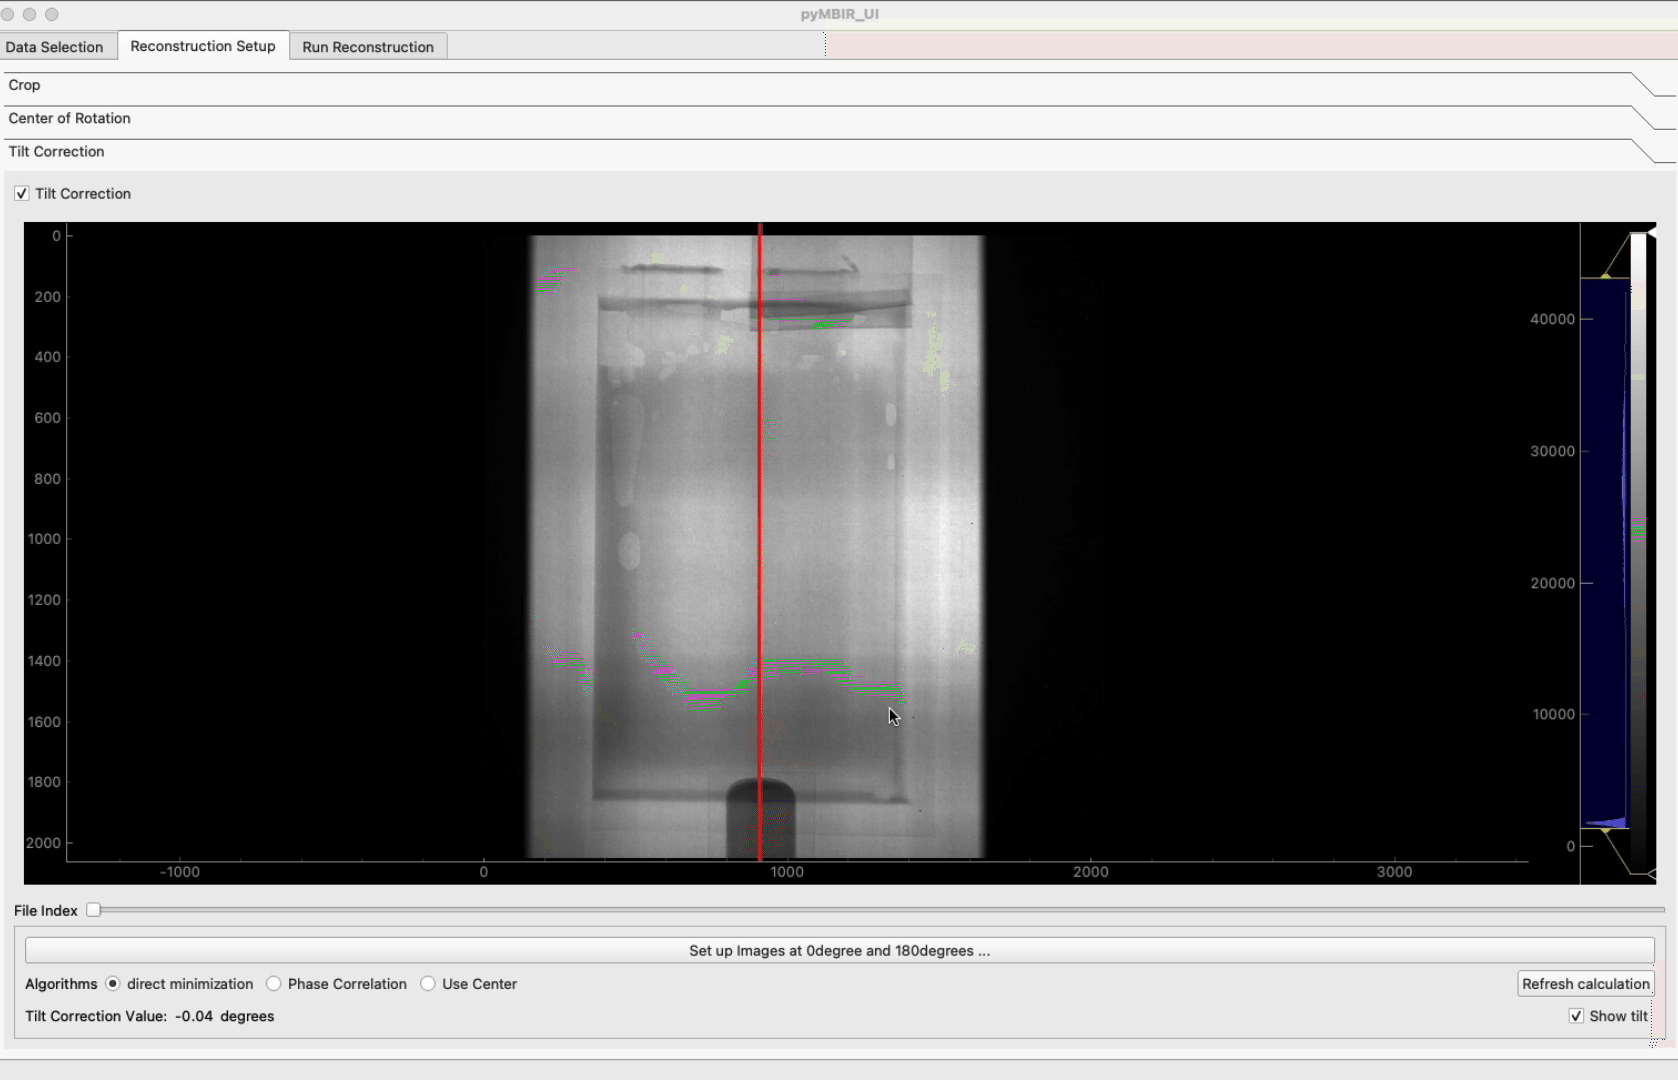 pyMBIR_UI
Data Selection
Reconstruction Setup
Run Reconstruction
Crop
Center of Rotation
Tilt Correction
Tilt Correction
0
200
400
600
800
1000
1200
1400
1600
1800
2000
-1000
0
1000
2000
3000
40000
30000
20000
10000
0
File Index
Set up Images at 0degree and 180degrees ...
Algorithms direct minimization Phase Correlation Use Center
Refresh calculation
Tilt Correction Value: -0.04 degrees
Show tilt